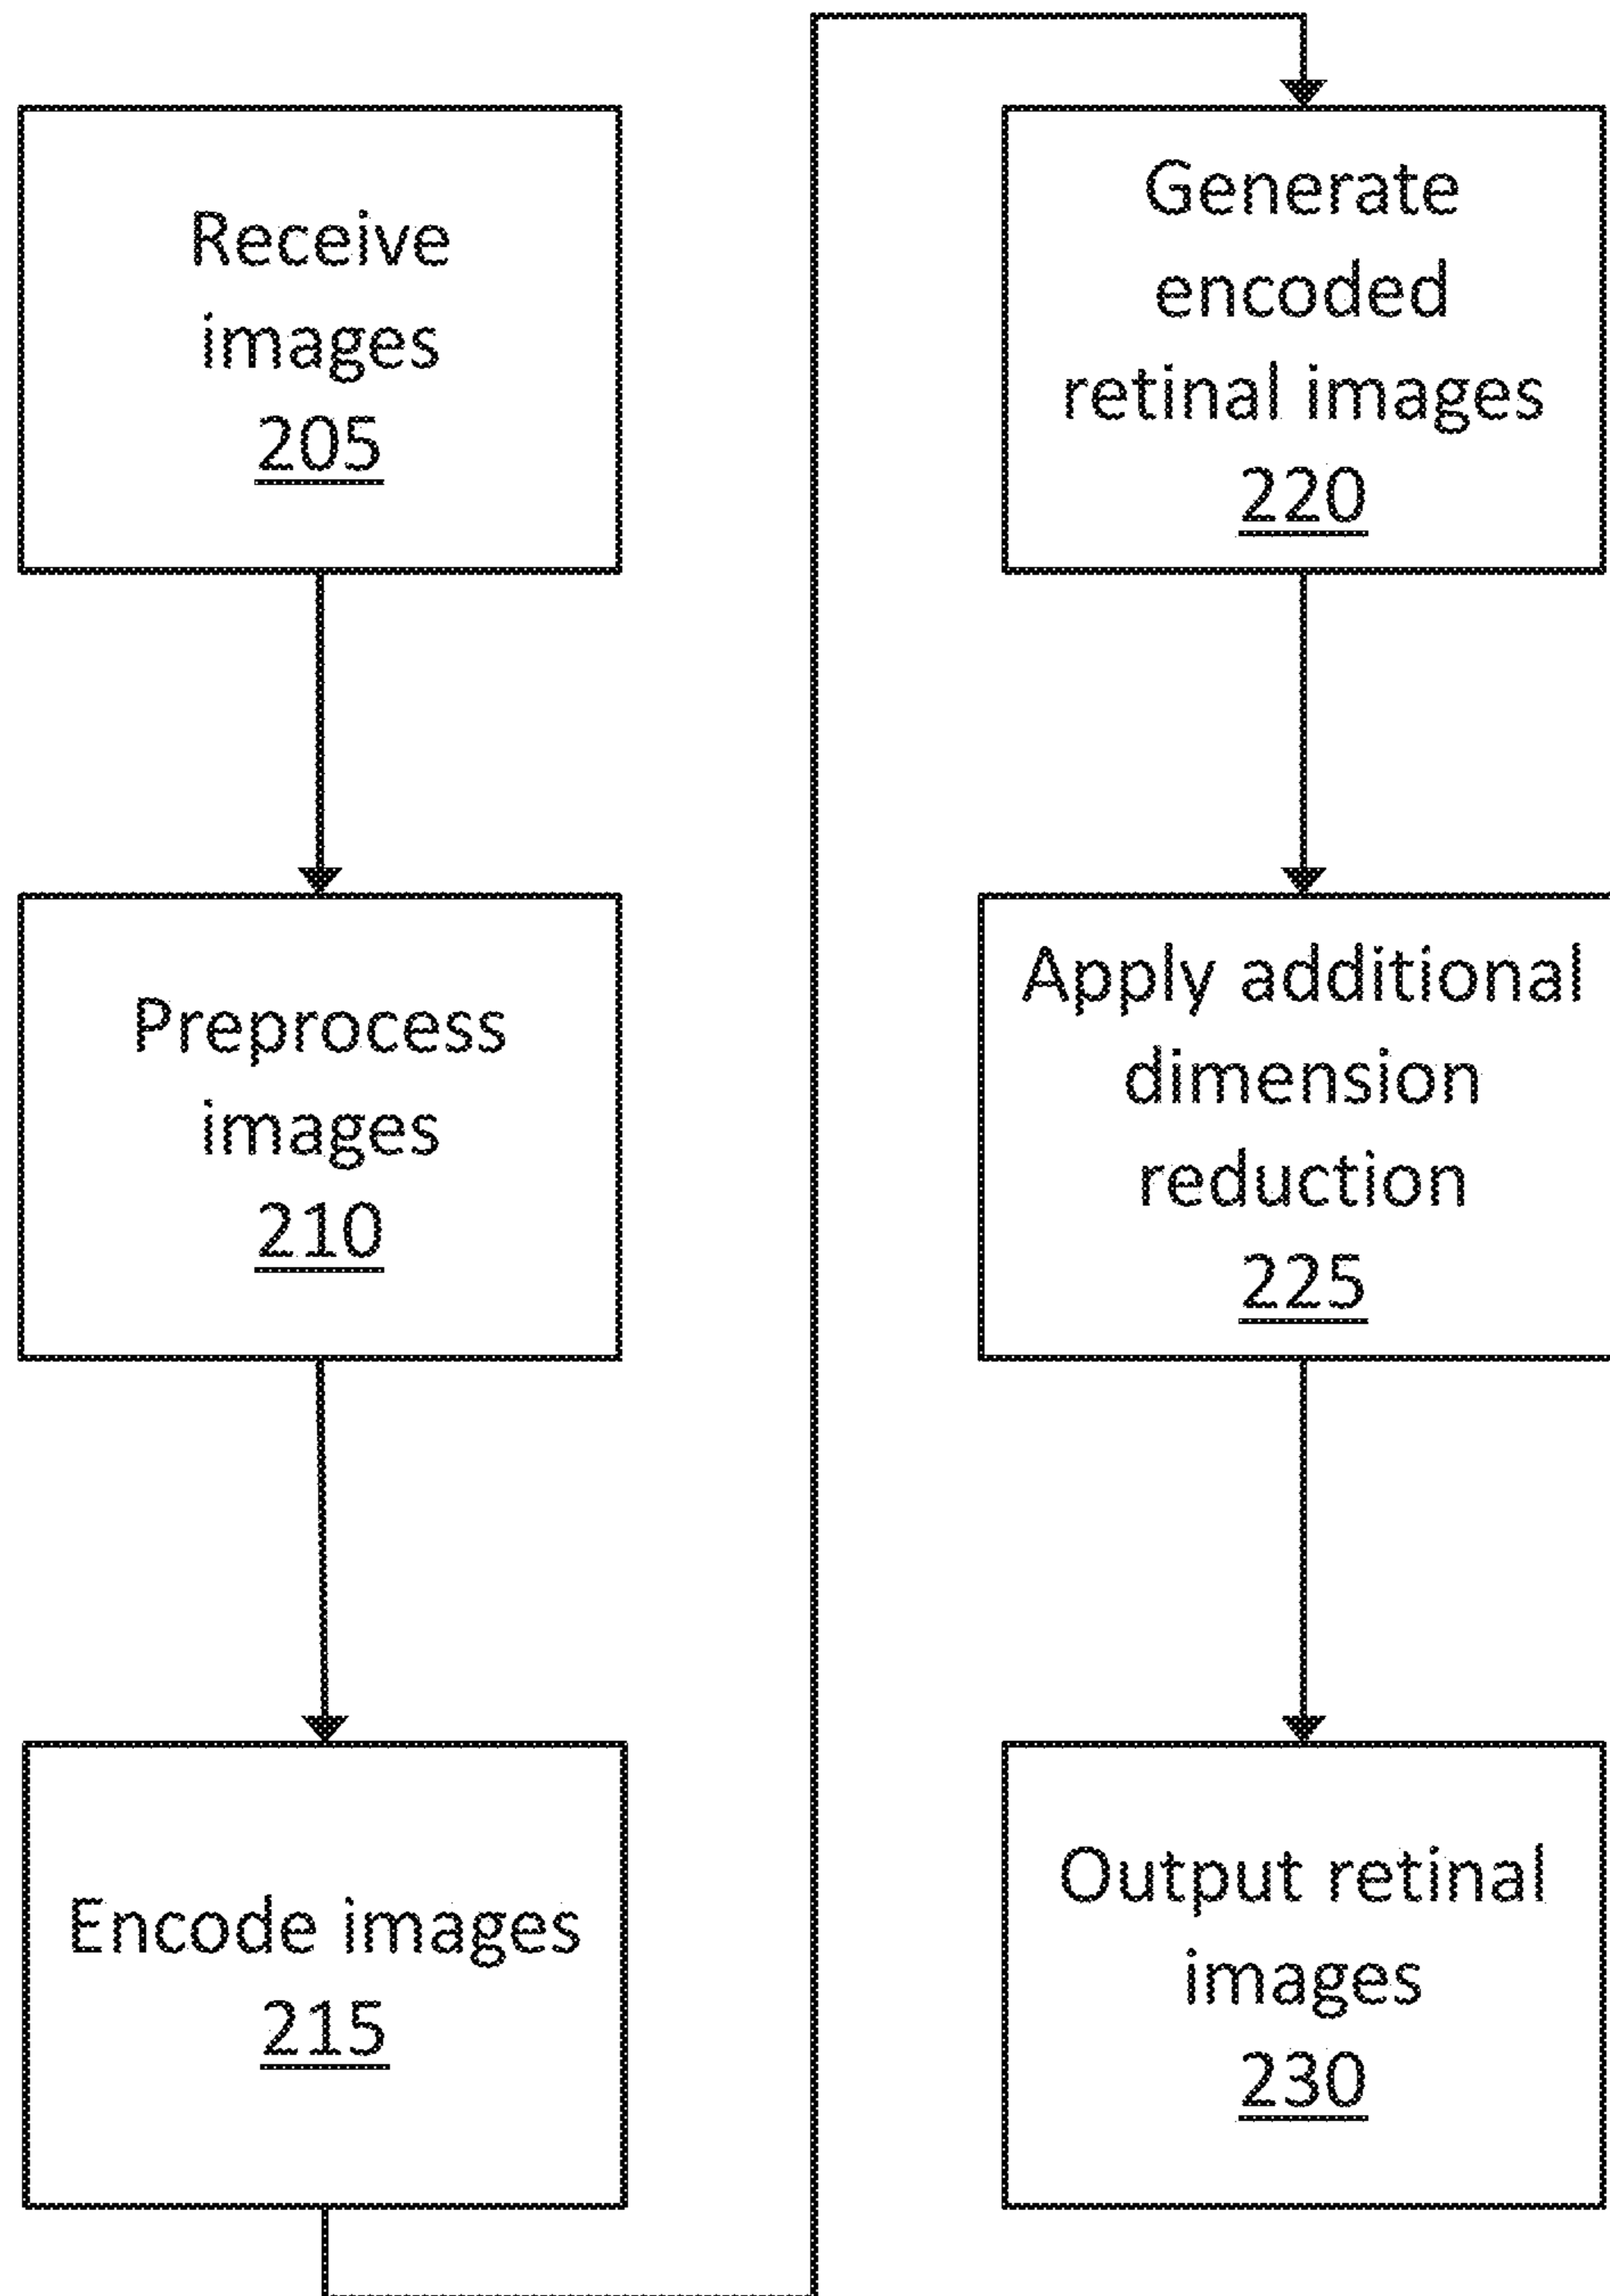 Receive
images
205
Preprocess
images
210
Encode images
215
Generate
encoded
retinal images
220
Apply additional
dimension
reduction
225
Output retinal
images
230